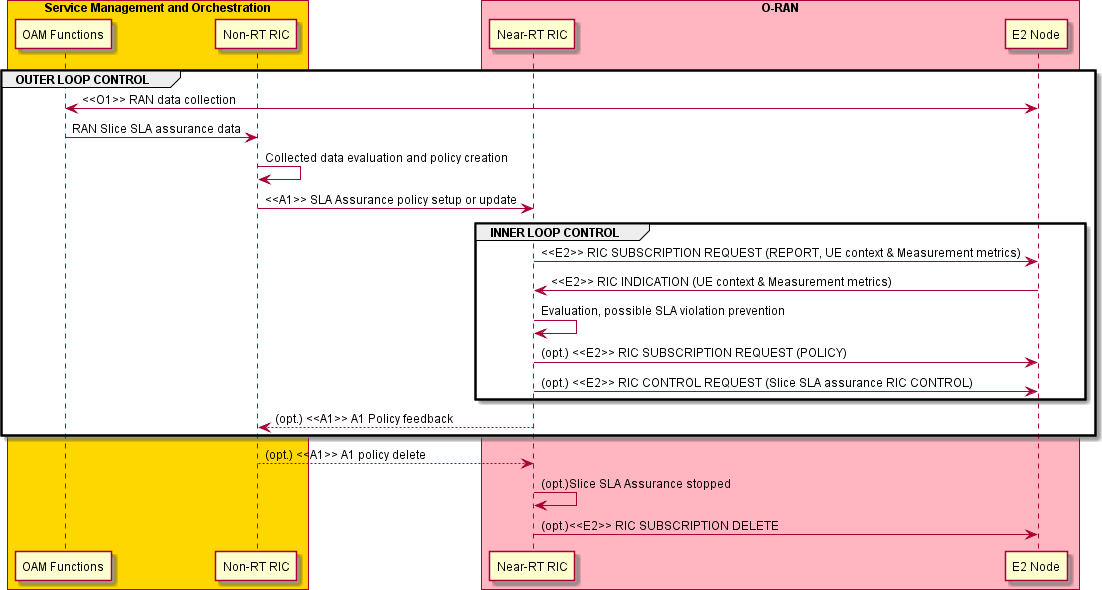 Service Management and Orchestration
O-RAN
OAM Functions
Non-RT RIC
Near-RT RIC
E2 Node
OUTER LOOP CONTROL
<<O1>> RAN data collection
RAN Slice SLA assurance data
Collected data evaluation and policy creation
<<A1>> SLA Assurance policy setup or update
INNER LOOP CONTROL
<<E2>> RIC SUBSCRIPTION REQUEST (REPORT, UE context & Measurement metrics)
<<E2>> RIC INDICATION (UE context & Measurement metrics)
Evaluation, possible SLA violation prevention
(opt.) <<E2>> RIC SUBSCRIPTION REQUEST (POLICY)
(opt.) <<E2>> RIC CONTROL REQUEST (Slice SLA assurance RIC CONTROL)
(opt.) <<A1>> A1 Policy feedback
(opt.) <<A1>> A1 policy delete
(opt.)Slice SLA Assurance stopped
(opt.)<<E2>> RIC SUBSCRIPTION DELETE
OAM Functions
Non-RT RIC
Near-RT RIC
E2 Node